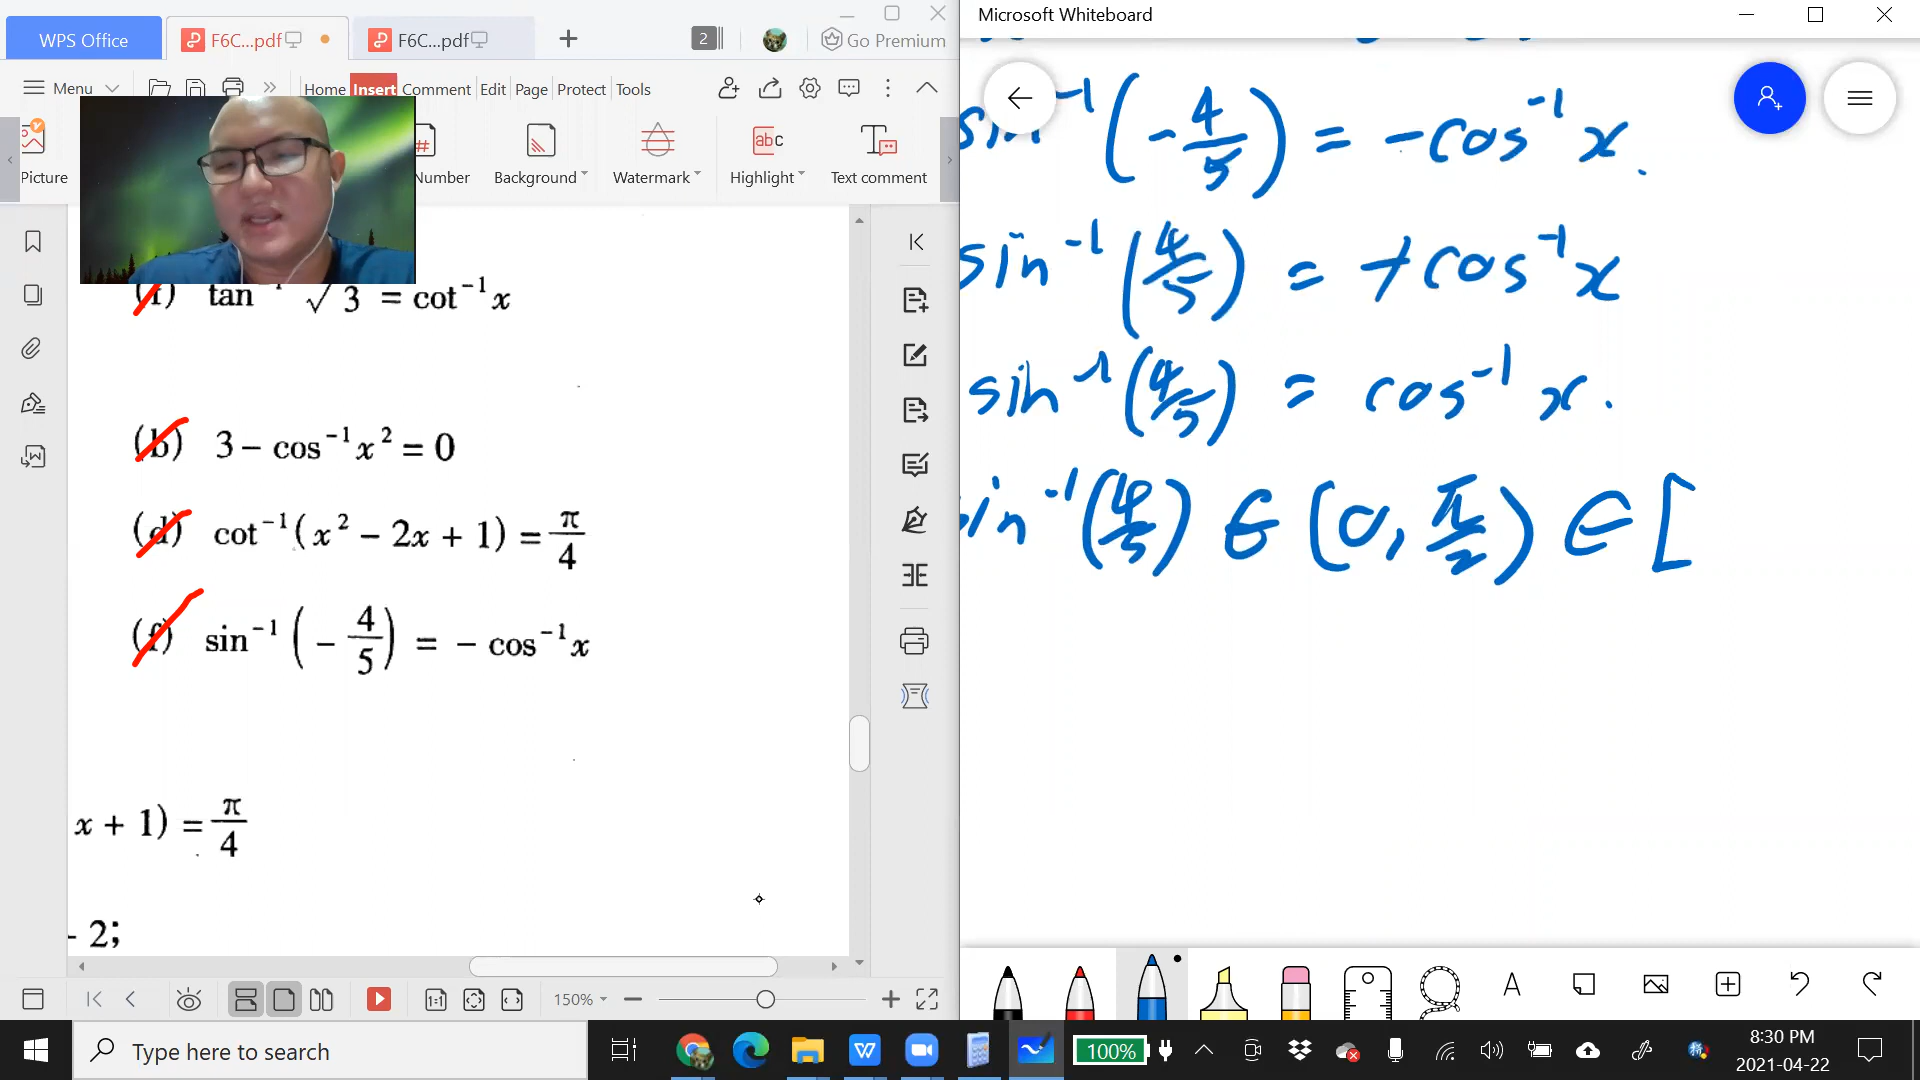 WPS Office
F6C...pdf
F6C...pdf
2
Go Premium
Menu
Home Insert Comment Edit Page Protect Tools
Picture
Number
Background
Watermark
Highlight
Text comment
abc
tan √3 = cot⁻¹x
(b) 3 − cos⁻¹x² = 0
(d) cot⁻¹(x² − 2x + 1) = π/4
(f) sin⁻¹(− 4/5) = − cos⁻¹x
x + 1) = π/4
- 2;
150%
1:1
Microsoft Whiteboard
sin⁻¹(−4/5) = −cos⁻¹x.
sin⁻¹(4/5) = +cos⁻¹x
sin⁻¹(4/5) = cos⁻¹x.
sin⁻¹(4/5) ∈ (0, π/2) ∈ [
A
Type here to search
100%
8:30 PM
2021-04-22